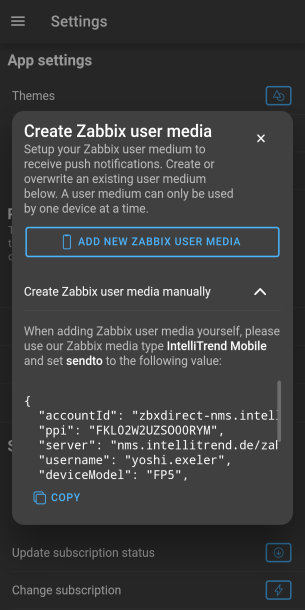 Settings
App settings
Themes
Create Zabbix user media
Setup your Zabbix user medium to
receive push notifications. Create or
overwrite an existing user medium
below. A user medium can only be used
by one device at a time.
ADD NEW ZABBIX USER MEDIA
Create Zabbix user media manually
When adding Zabbix user media yourself, please
use our Zabbix media type IntelliTrend Mobile
and set sendto to the following value:
{
"accountId": "zbxdirect-nms.intell
"ppi": "FKLO2W2UZSOOORYM",
"server": "nms.intellitrend.de/zab
"username": "yoshi.exeler",
"deviceModel": "FP5",
COPY
Update subscription status
Change subscription